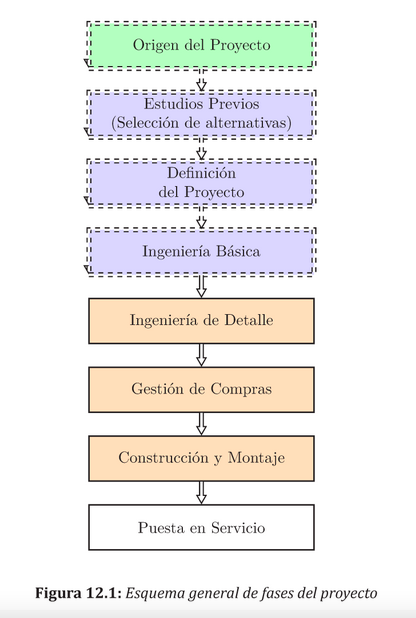 Origen del Proyecto
Estudios Previos
(Selección de alternativas)
Definición
del Proyecto
Ingeniería Básica
Ingeniería de Detalle
Gestión de Compras
Construcción y Montaje
Puesta en Servicio
Figura 12.1: Esquema general de fases del proyecto